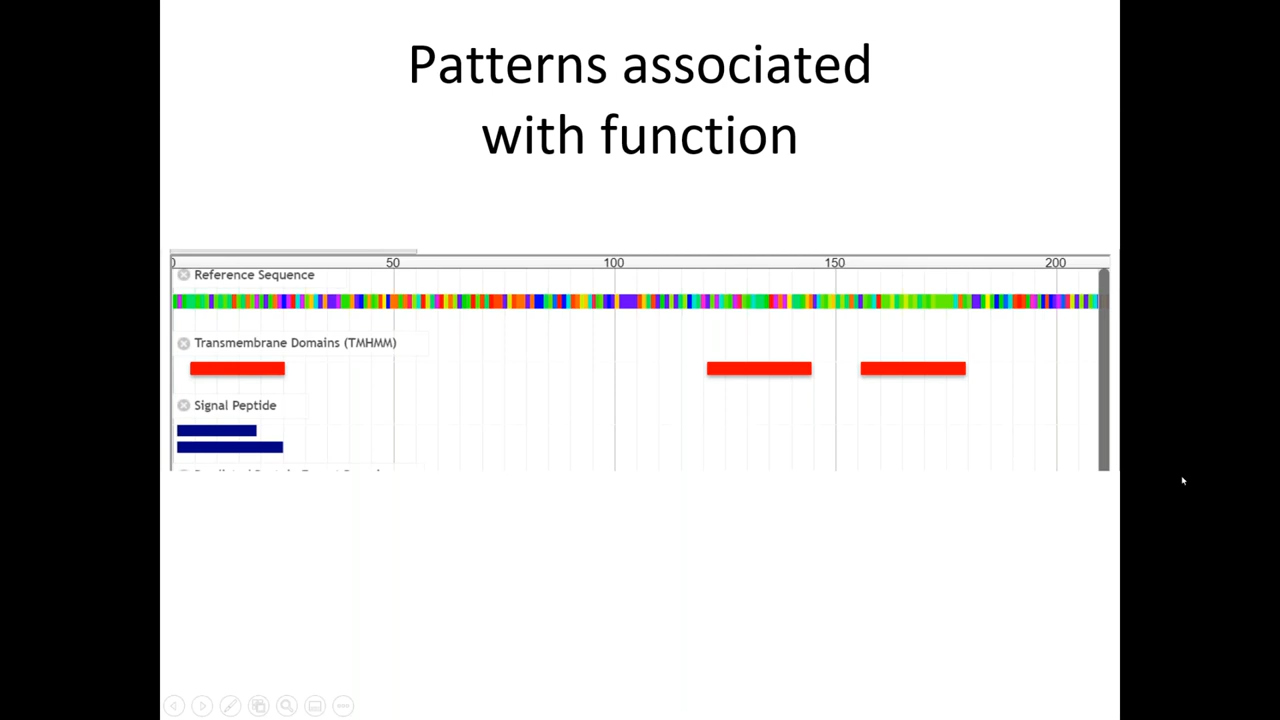 Patterns associated
with function
0 50 100 150 200
Reference Sequence
Transmembrane Domains (TMHMM)
Signal Peptide